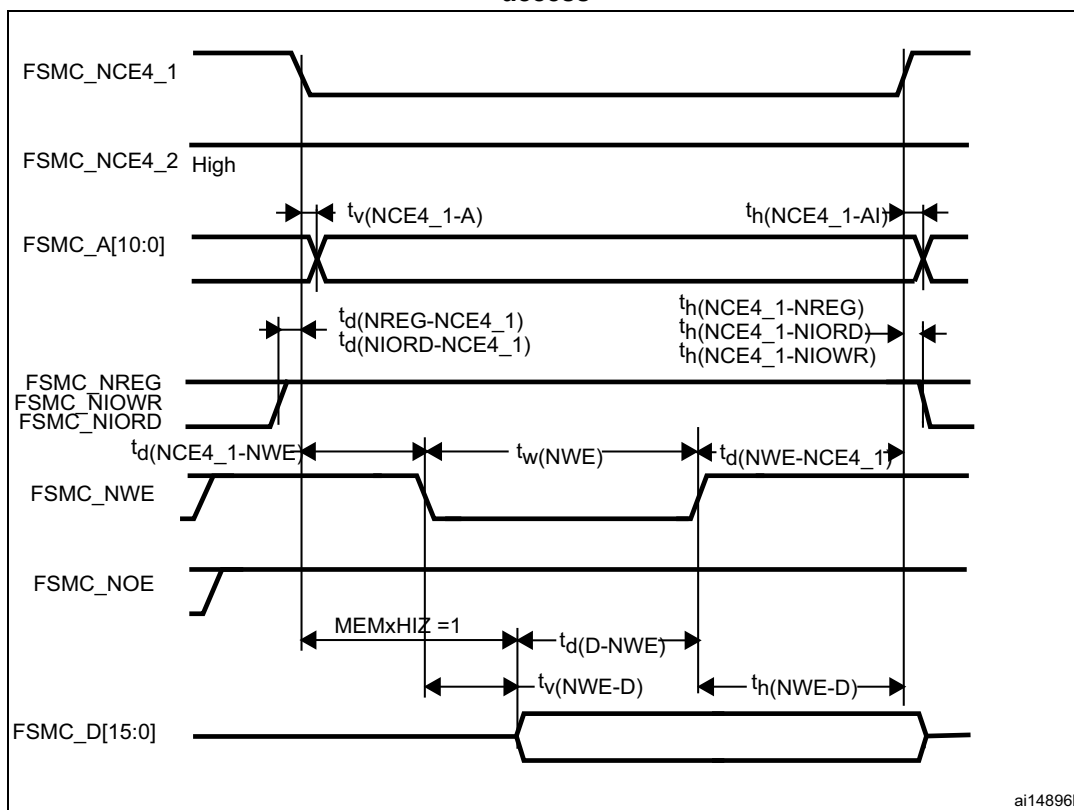 FSMC_NCE4_1
FSMC_NCE4_2 High
tv(NCE4_1-A)
th(NCE4_1-AI)
FSMC_A[10:0]
td(NREG-NCE4_1)
td(NIORD-NCE4_1)
th(NCE4_1-NREG)
th(NCE4_1-NIORD)
th(NCE4_1-NIOWR)
FSMC_NREG
FSMC_NIOWR
FSMC_NIORD
td(NCE4_1-NWE)
tw(NWE)
td(NWE-NCE4_1)
FSMC_NWE
FSMC_NOE
MEMxHIZ =1
td(D-NWE)
tv(NWE-D)
th(NWE-D)
FSMC_D[15:0]